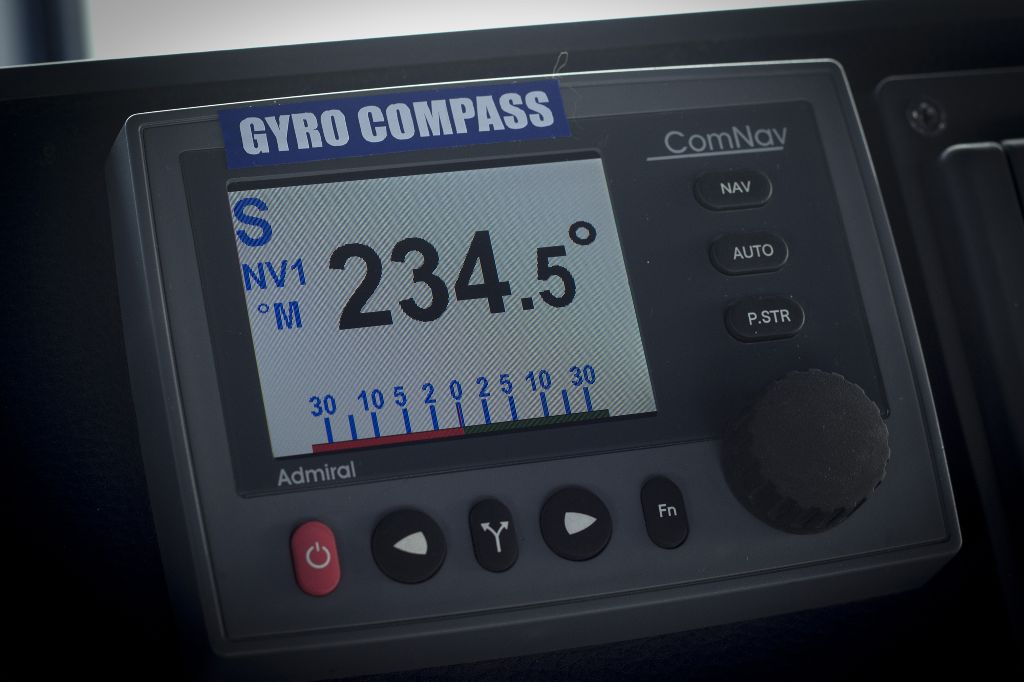 GYRO COMPASS
ComNav
S
NV1
°M
234.5°
NAV
AUTO
P.STR
30 10 5 2 0 2 5 10 30
Admiral
Fn